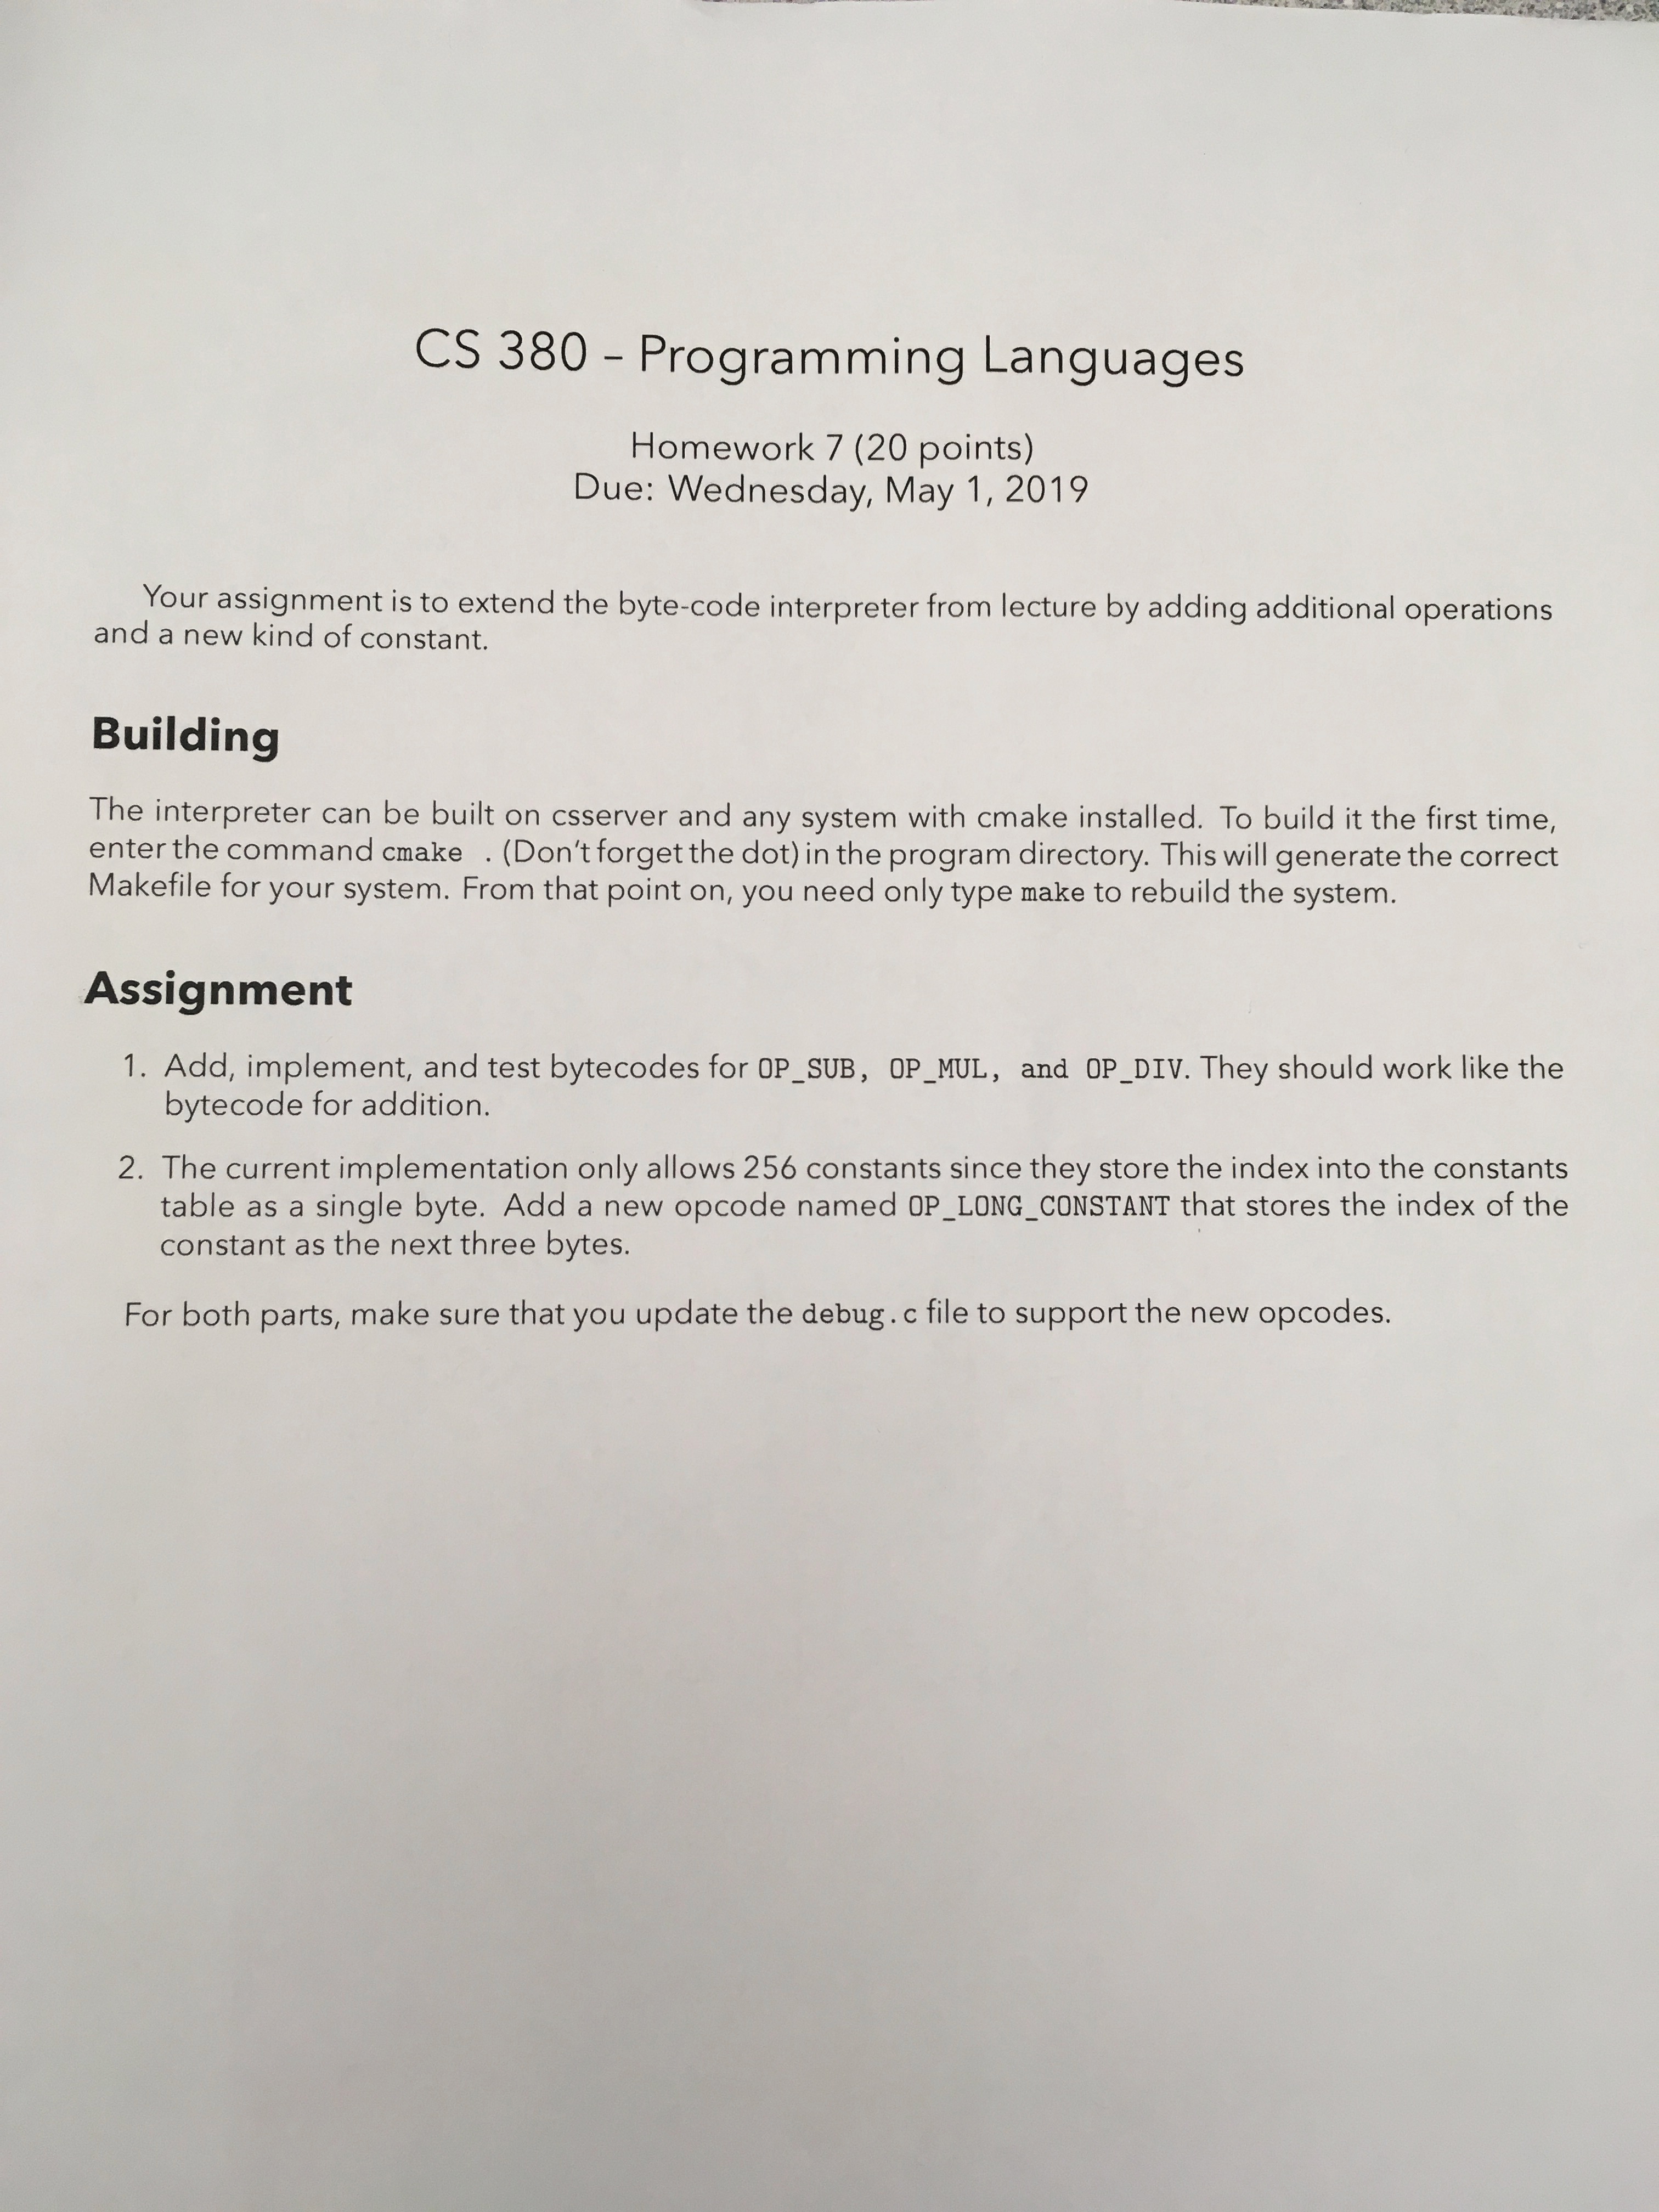 CS 380 – Programming Languages
Homework 7 (20 points)
Due: Wednesday, May 1, 2019
Your assignment is to extend the byte-code interpreter from lecture by adding additional operations
and a new kind of constant.
Building
The interpreter can be built on csserver and any system with cmake installed. To build it the first time,
enter the command cmake . (Don't forget the dot) in the program directory. This will generate the correct
Makefile for your system. From that point on, you need only type make to rebuild the system.
Assignment
1. Add, implement, and test bytecodes for OP_SUB, OP_MUL, and OP_DIV. They should work like the
bytecode for addition.
2. The current implementation only allows 256 constants since they store the index into the constants
table as a single byte. Add a new opcode named OP_LONG_CONSTANT that stores the index of the
constant as the next three bytes.
For both parts, make sure that you update the debug.c file to support the new opcodes.